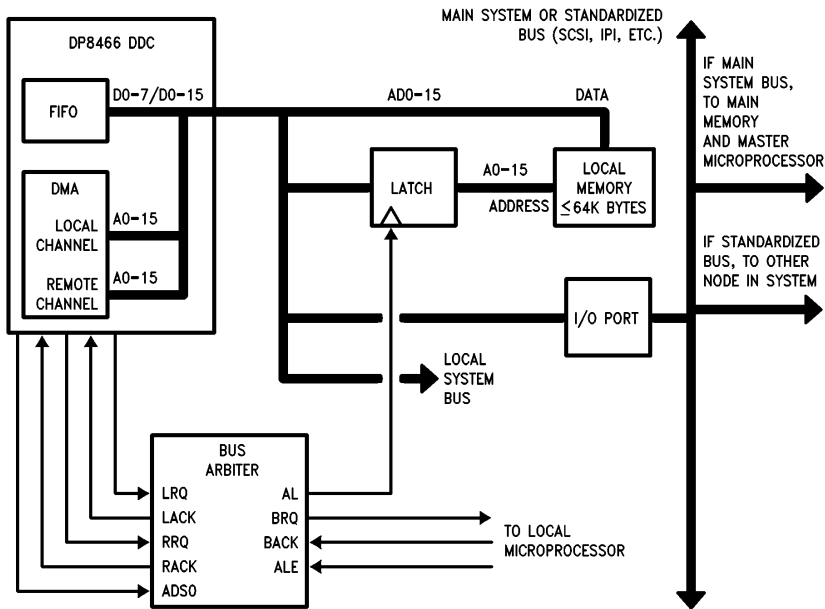 MAIN SYSTEM OR STANDARDIZED
BUS (SCSI, IPI, ETC.)
DP8466 DDC
FIFO
D0-7/D0-15
AD0-15
DATA
IF MAIN
SYSTEM BUS,
TO MAIN
MEMORY
AND MASTER
MICROPROCESSOR
DMA
LOCAL
CHANNEL
A0-15
REMOTE
CHANNEL
A0-15
LATCH
A0-15
ADDRESS
LOCAL
MEMORY
≤64K BYTES
IF STANDARDIZED
BUS, TO OTHER
NODE IN SYSTEM
I/O PORT
LOCAL
SYSTEM
BUS
BUS
ARBITER
LRQ
LACK
RRQ
RACK
ADS0
AL
BRQ
BACK
ALE
TO LOCAL
MICROPROCESSOR